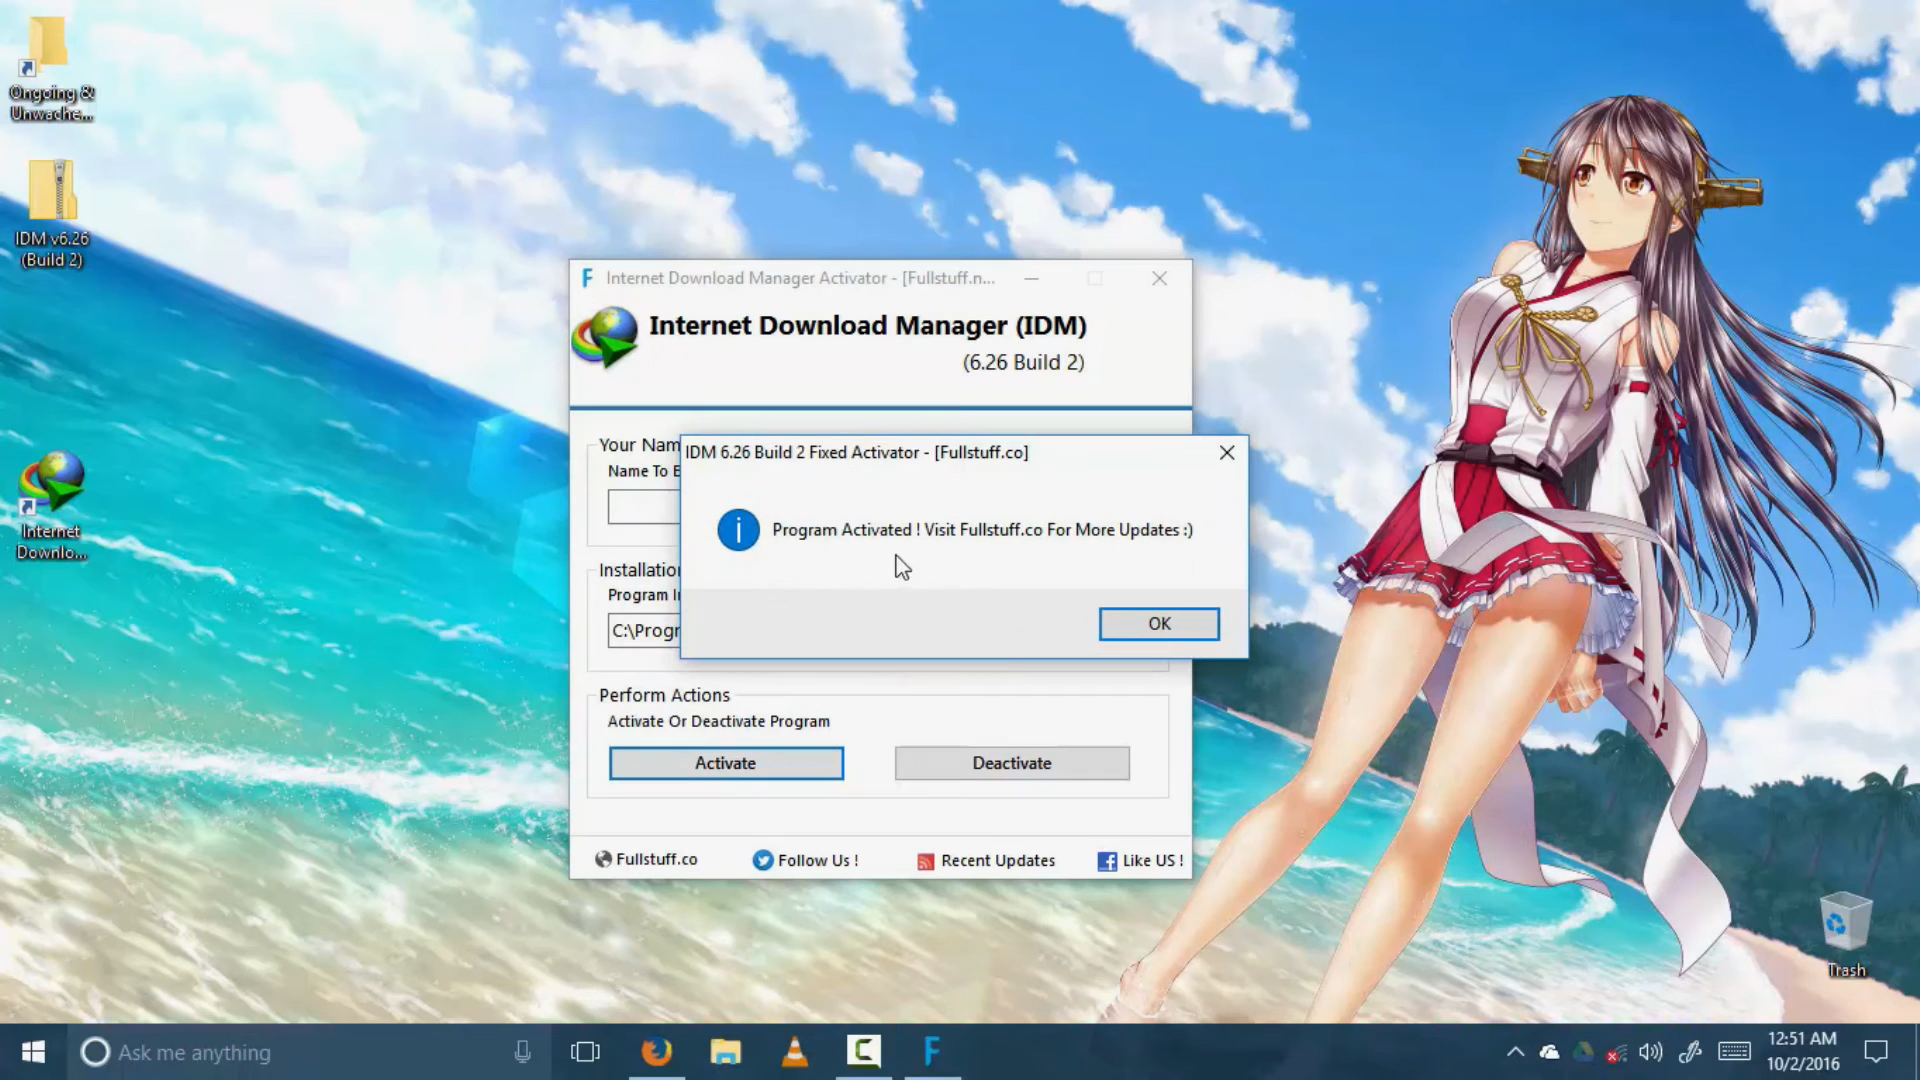 Ongoing &
Unwache...
IDM v6.26
(Build 2)
Internet
Downlo...
Internet Download Manager Activator - [Fullstuff.n...
Internet Download Manager (IDM)
(6.26 Build 2)
Your Nam
Name To E
IDM 6.26 Build 2 Fixed Activator - [Fullstuff.co]
Program Activated ! Visit Fullstuff.co For More Updates :)
OK
Installation
Program In
C:\Progr
Perform Actions
Activate Or Deactivate Program
Activate
Deactivate
Fullstuff.co
Follow Us !
Recent Updates
Like US !
Trash
Ask me anything
12:51 AM
10/2/2016